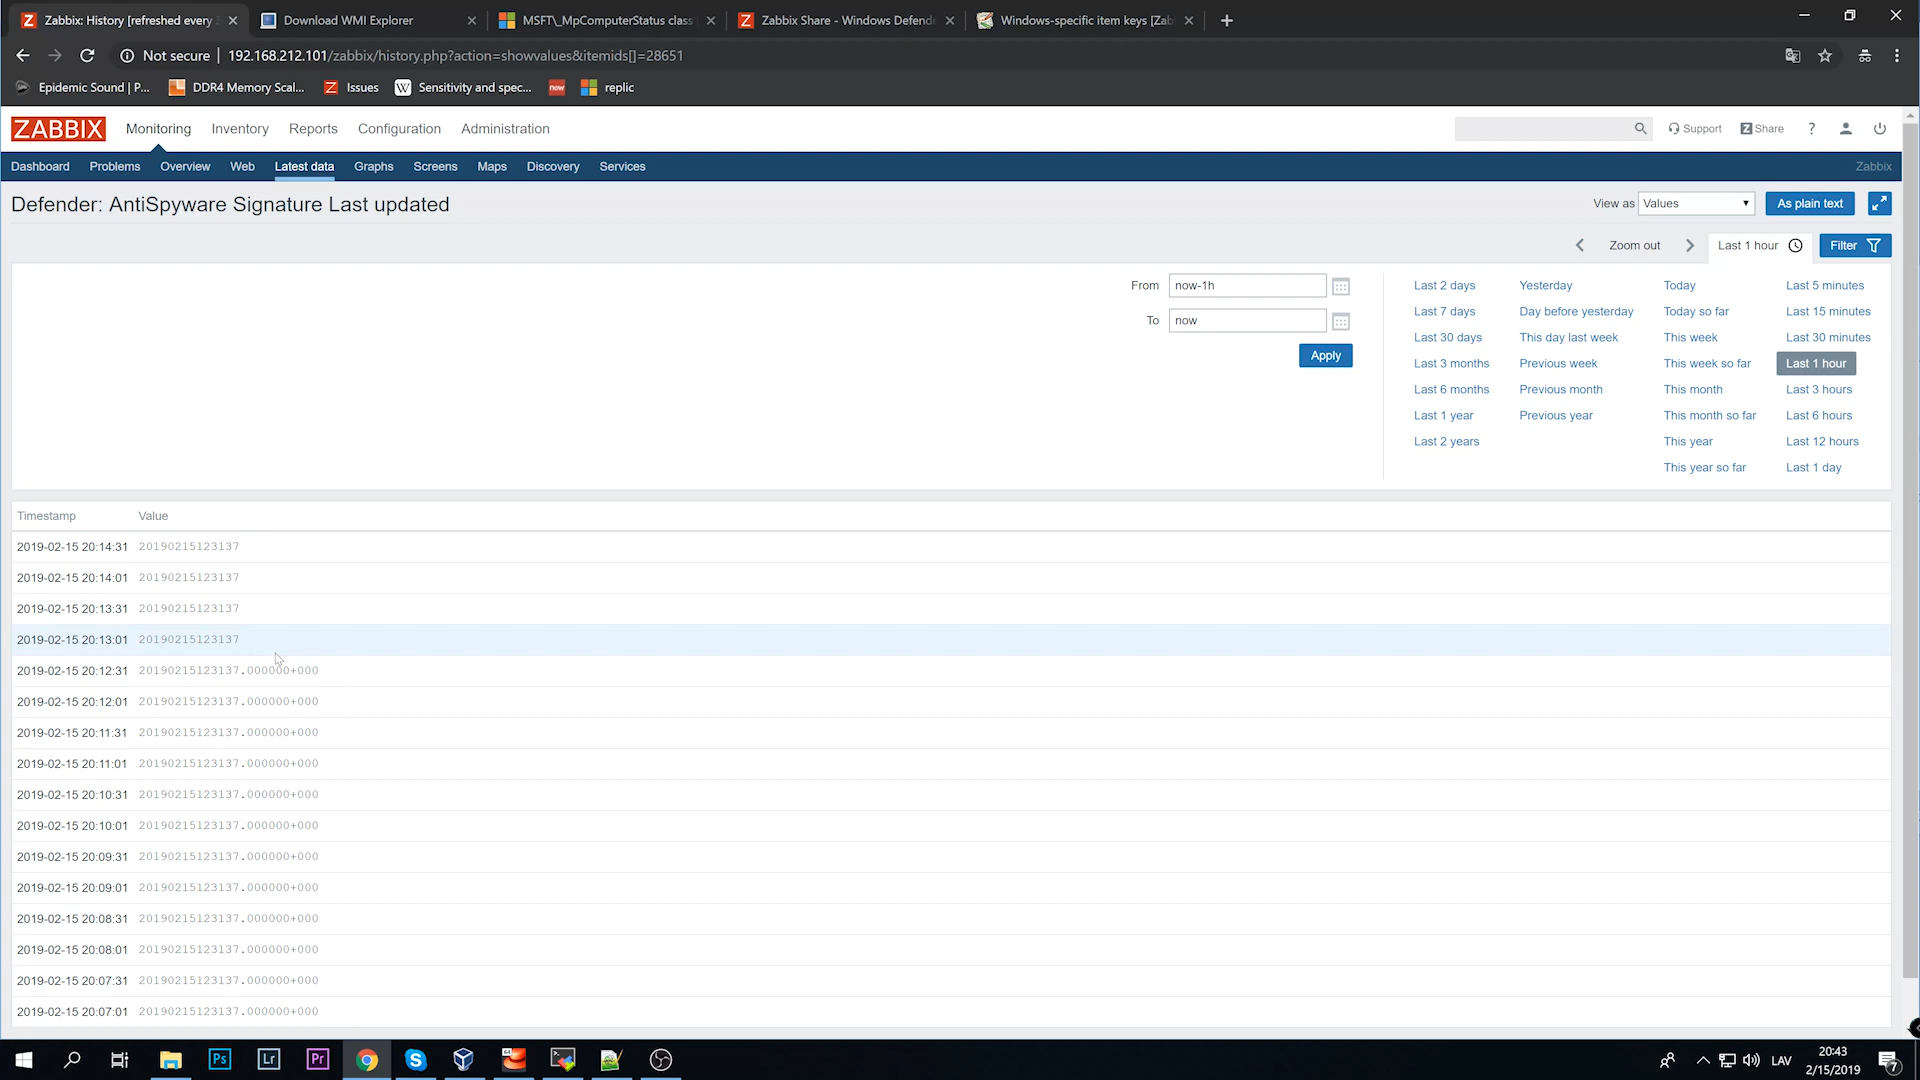 Zabbix: History [refreshed every 3
Download WMI Explorer
MSFT\_MpComputerStatus class
Zabbix Share - Windows Defende
Windows-specific item keys [Zab
Not secure
192.168.212.101/zabbix/history.php?action=showvalues&itemids[]=28651
Epidemic Sound | P...
DDR4 Memory Scal...
Issues
Sensitivity and spec...
now
replic
ZABBIX
Monitoring
Inventory
Reports
Configuration
Administration
Support
Share
?
Dashboard
Problems
Overview
Web
Latest data
Graphs
Screens
Maps
Discovery
Services
Zabbix
Defender: AntiSpyware Signature Last updated
View as
Values
As plain text
Zoom out
Last 1 hour
Filter
From
now-1h
To
now
Apply
Last 2 days
Yesterday
Today
Last 5 minutes
Last 7 days
Day before yesterday
Today so far
Last 15 minutes
Last 30 days
This day last week
This week
Last 30 minutes
Last 3 months
Previous week
This week so far
Last 1 hour
Last 6 months
Previous month
This month
Last 3 hours
Last 1 year
Previous year
This month so far
Last 6 hours
Last 2 years
This year
Last 12 hours
This year so far
Last 1 day
Timestamp Value
2019-02-15 20:14:31 20190215123137
2019-02-15 20:14:01 20190215123137
2019-02-15 20:13:31 20190215123137
2019-02-15 20:13:01 20190215123137
2019-02-15 20:12:31 20190215123137.000000+000
2019-02-15 20:12:01 20190215123137.000000+000
2019-02-15 20:11:31 20190215123137.000000+000
2019-02-15 20:11:01 20190215123137.000000+000
2019-02-15 20:10:31 20190215123137.000000+000
2019-02-15 20:10:01 20190215123137.000000+000
2019-02-15 20:09:31 20190215123137.000000+000
2019-02-15 20:09:01 20190215123137.000000+000
2019-02-15 20:08:31 20190215123137.000000+000
2019-02-15 20:08:01 20190215123137.000000+000
2019-02-15 20:07:31 20190215123137.000000+000
2019-02-15 20:07:01 20190215123137.000000+000
Ps
Lr
Pr
LAV
20:43
2/15/2019
7